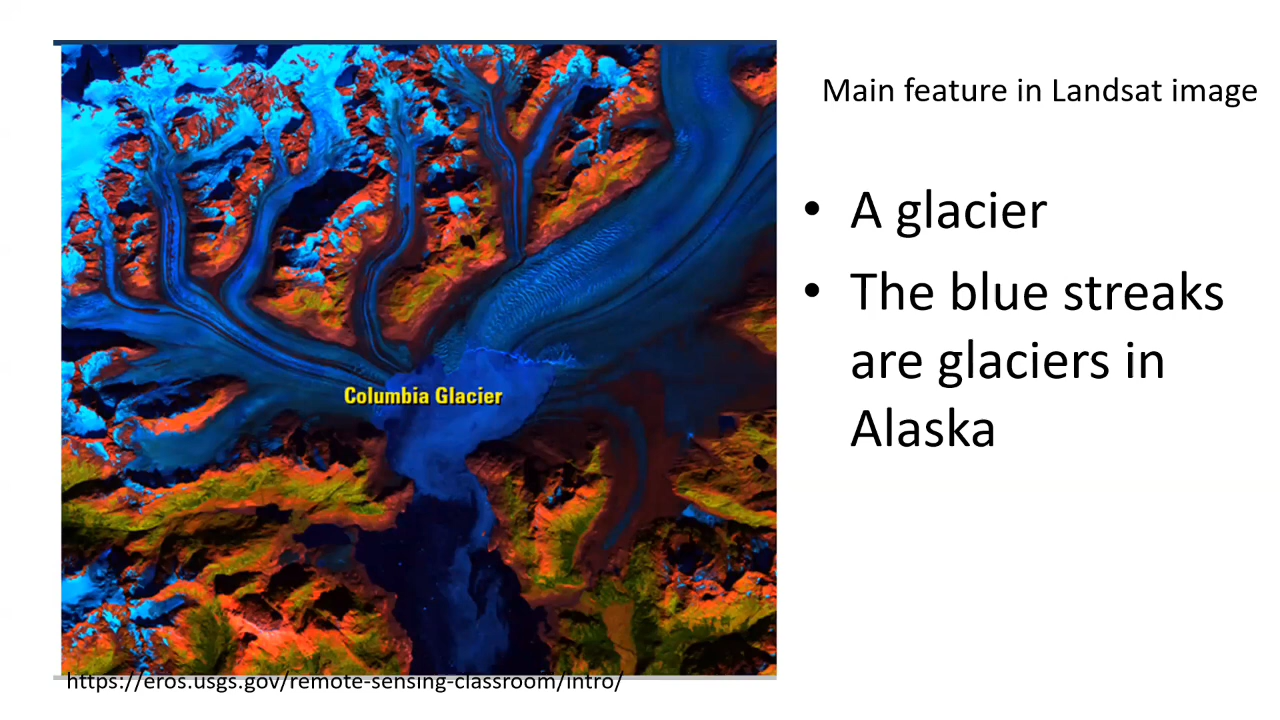 Main feature in Landsat image
• A glacier
• The blue streaks
are glaciers in
Alaska
Columbia Glacier
https://eros.usgs.gov/remote-sensing-classroom/intro/